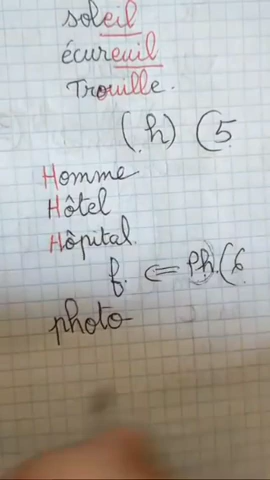 soleil
écureuil
Trouille.
(h) (5
Homme
Hôtel
Hôpital
f. ⇐ Ph (6
photo